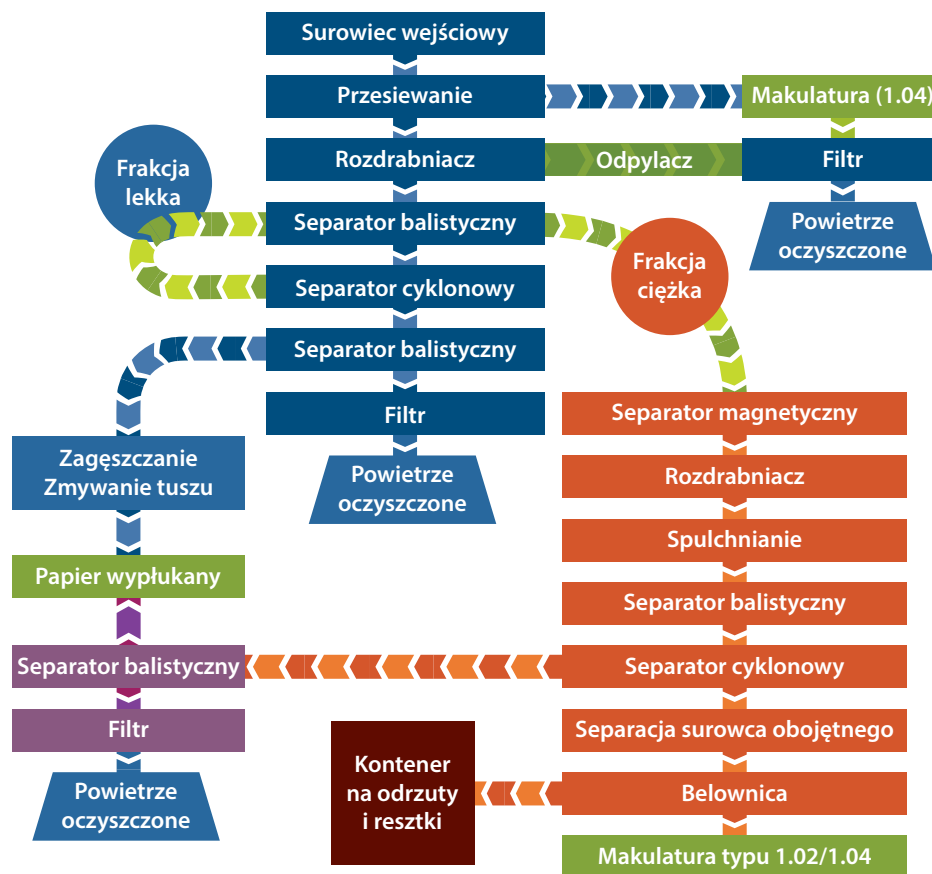 Surowiec wejściowy
Przesiewanie
Makulatura (1.04)
Rozdrabniacz
Odpylacz
Filtr
Frakcja
lekka
Separator balistyczny
Powietrze
oczyszczone
Frakcja
ciężka
Separator cyklonowy
Separator balistyczny
Filtr
Powietrze
oczyszczone
Zagęszczanie
Zmywanie tuszu
Papier wypłukany
Separator balistyczny
Filtr
Powietrze
oczyszczone
Separator magnetyczny
Rozdrabniacz
Spulchnianie
Separator balistyczny
Separator cyklonowy
Separacja surowca obojętnego
Belownica
Kontener
na odrzuty
i resztki
Makulatura typu 1.02/1.04